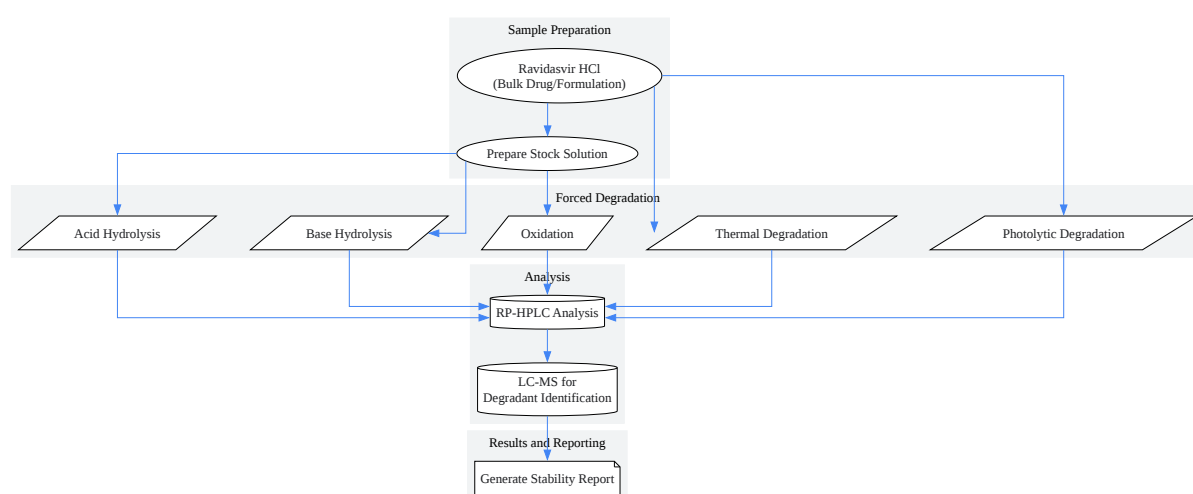 Sample Preparation
Ravidasvir HCl
(Bulk Drug/Formulation)
Prepare Stock Solution
Forced Degradation
Acid Hydrolysis
Base Hydrolysis
Oxidation
Thermal Degradation
Photolytic Degradation
Analysis
RP-HPLC Analysis
LC-MS for
Degradant Identification
Results and Reporting
Generate Stability Report